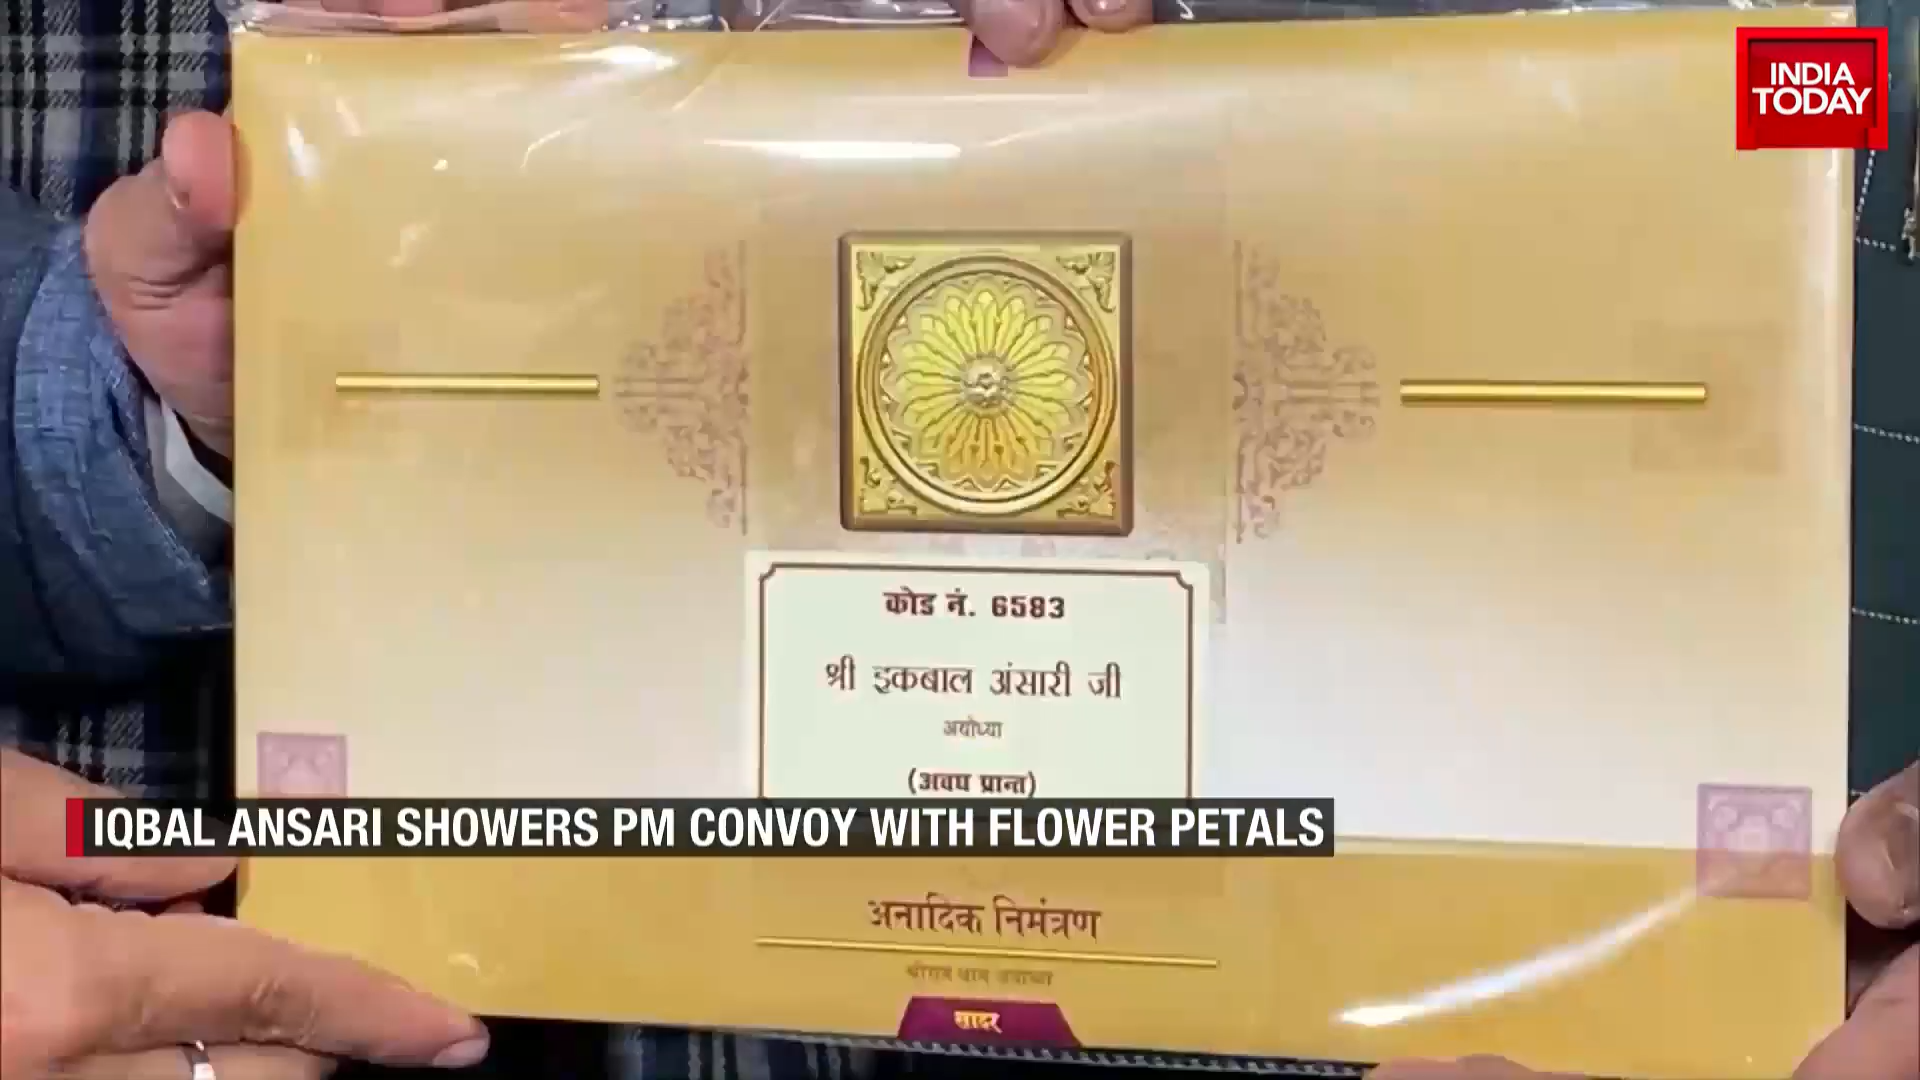 INDIA
TODAY
कोड नं. 6583
श्री इकबाल अंसारी जी
अयोध्या
(अवध प्रान्त)
IQBAL ANSARI SHOWERS PM CONVOY WITH FLOWER PETALS
अनादिक निमंत्रण
सादर